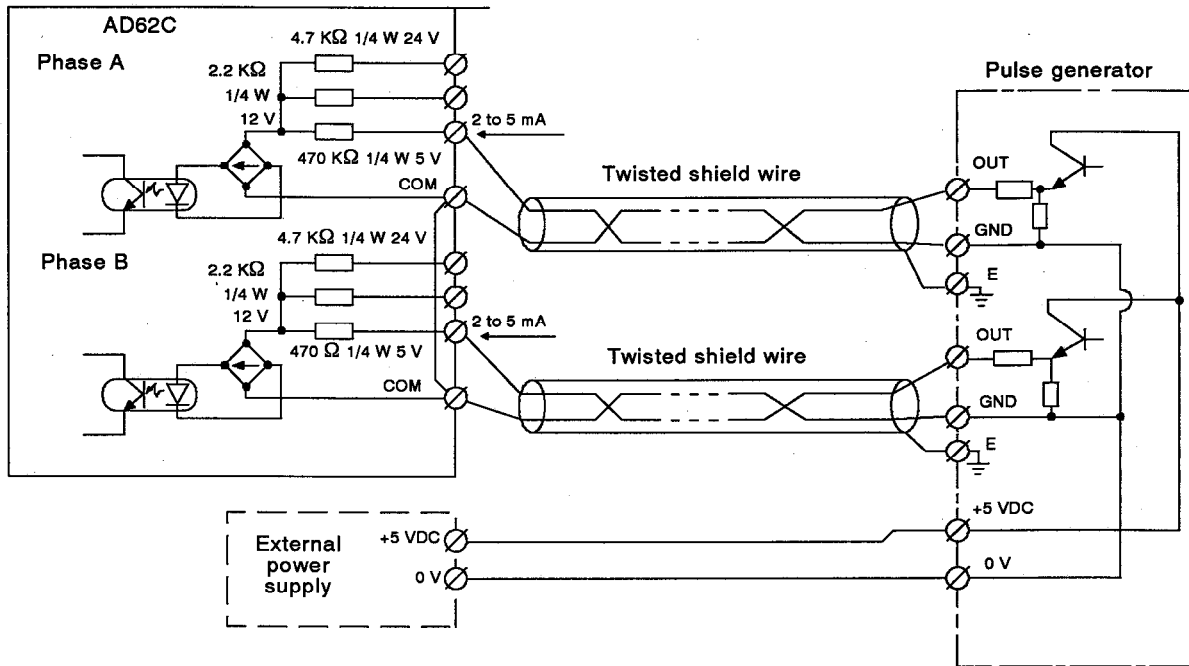 AD62C
Phase A
4.7 KΩ 1/4 W 24 V
2.2 KΩ
1/4 W
12 V
2 to 5 mA
470 KΩ 1/4 W 5 V
COM
Phase B
4.7 KΩ 1/4 W 24 V
2.2 KΩ
1/4 W
12 V
2 to 5 mA
470 Ω 1/4 W 5 V
COM
Twisted shield wire
Twisted shield wire
Pulse generator
OUT
GND
E
OUT
GND
E
+5 VDC
0 V
External
power
supply
+5 VDC
0 V